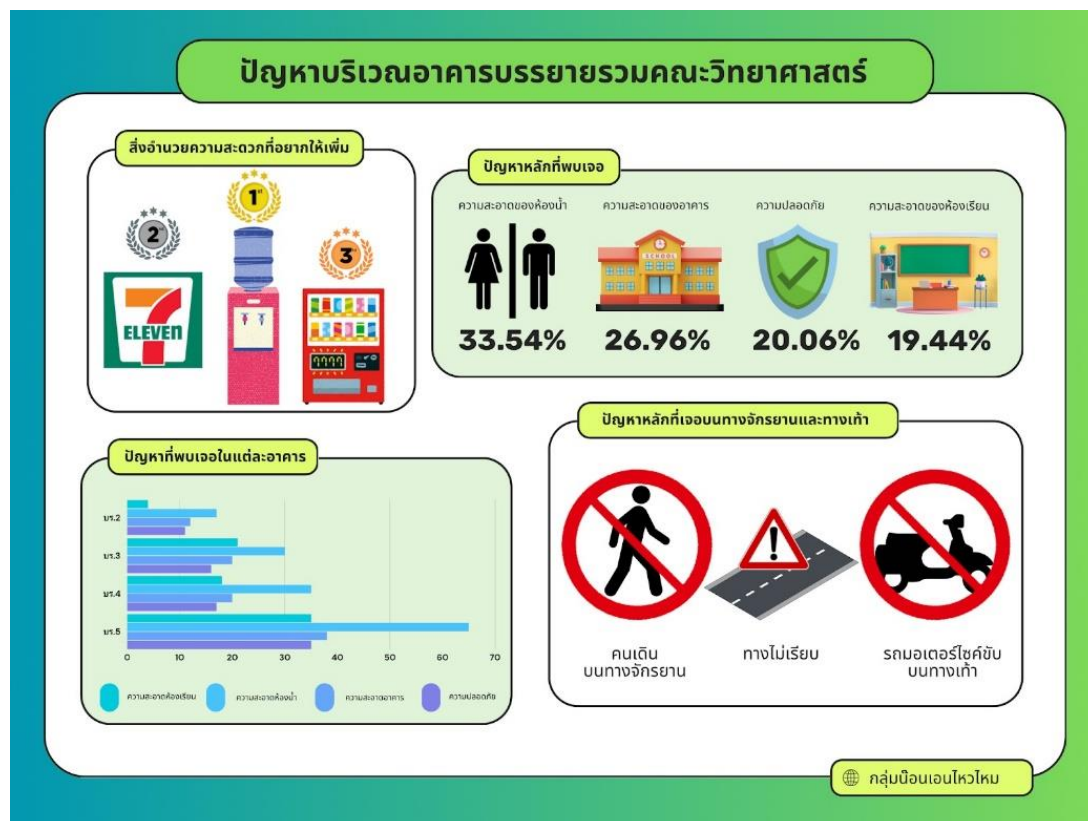 ปัญหาบริเวณอาคารบรรยายรวมคณะวิทยาศาสตร์
สิ่งอำนวยความสะดวกที่อยากให้เพิ่ม
1st
2nd
3rd
7
ELEVEN
ปัญหาหลักที่พบเจอ
ความสะอาดของห้องน้ำ
ความสะอาดของอาคาร
ความปลอดภัย
ความสะอาดของห้องเรียน
SCHOOL
33.54%
26.96%
20.06%
19.44%
ปัญหาที่พบเจอในแต่ละอาคาร
บร.2
บร.3
บร.4
บร.5
0 10 20 30 40 50 60 70
ความสะอาดห้องเรียน ความสะอาดห้องน้ำ ความสะอาดอาคาร ความปลอดภัย
ปัญหาหลักที่เจอบนทางจักรยานและทางเท้า
คนเดิน
บนทางจักรยาน
ทางไม่เรียบ
รถมอเตอร์ไซค์ขับ
บนทางเท้า
กลุ่มน๊อนเอนไหวไหม